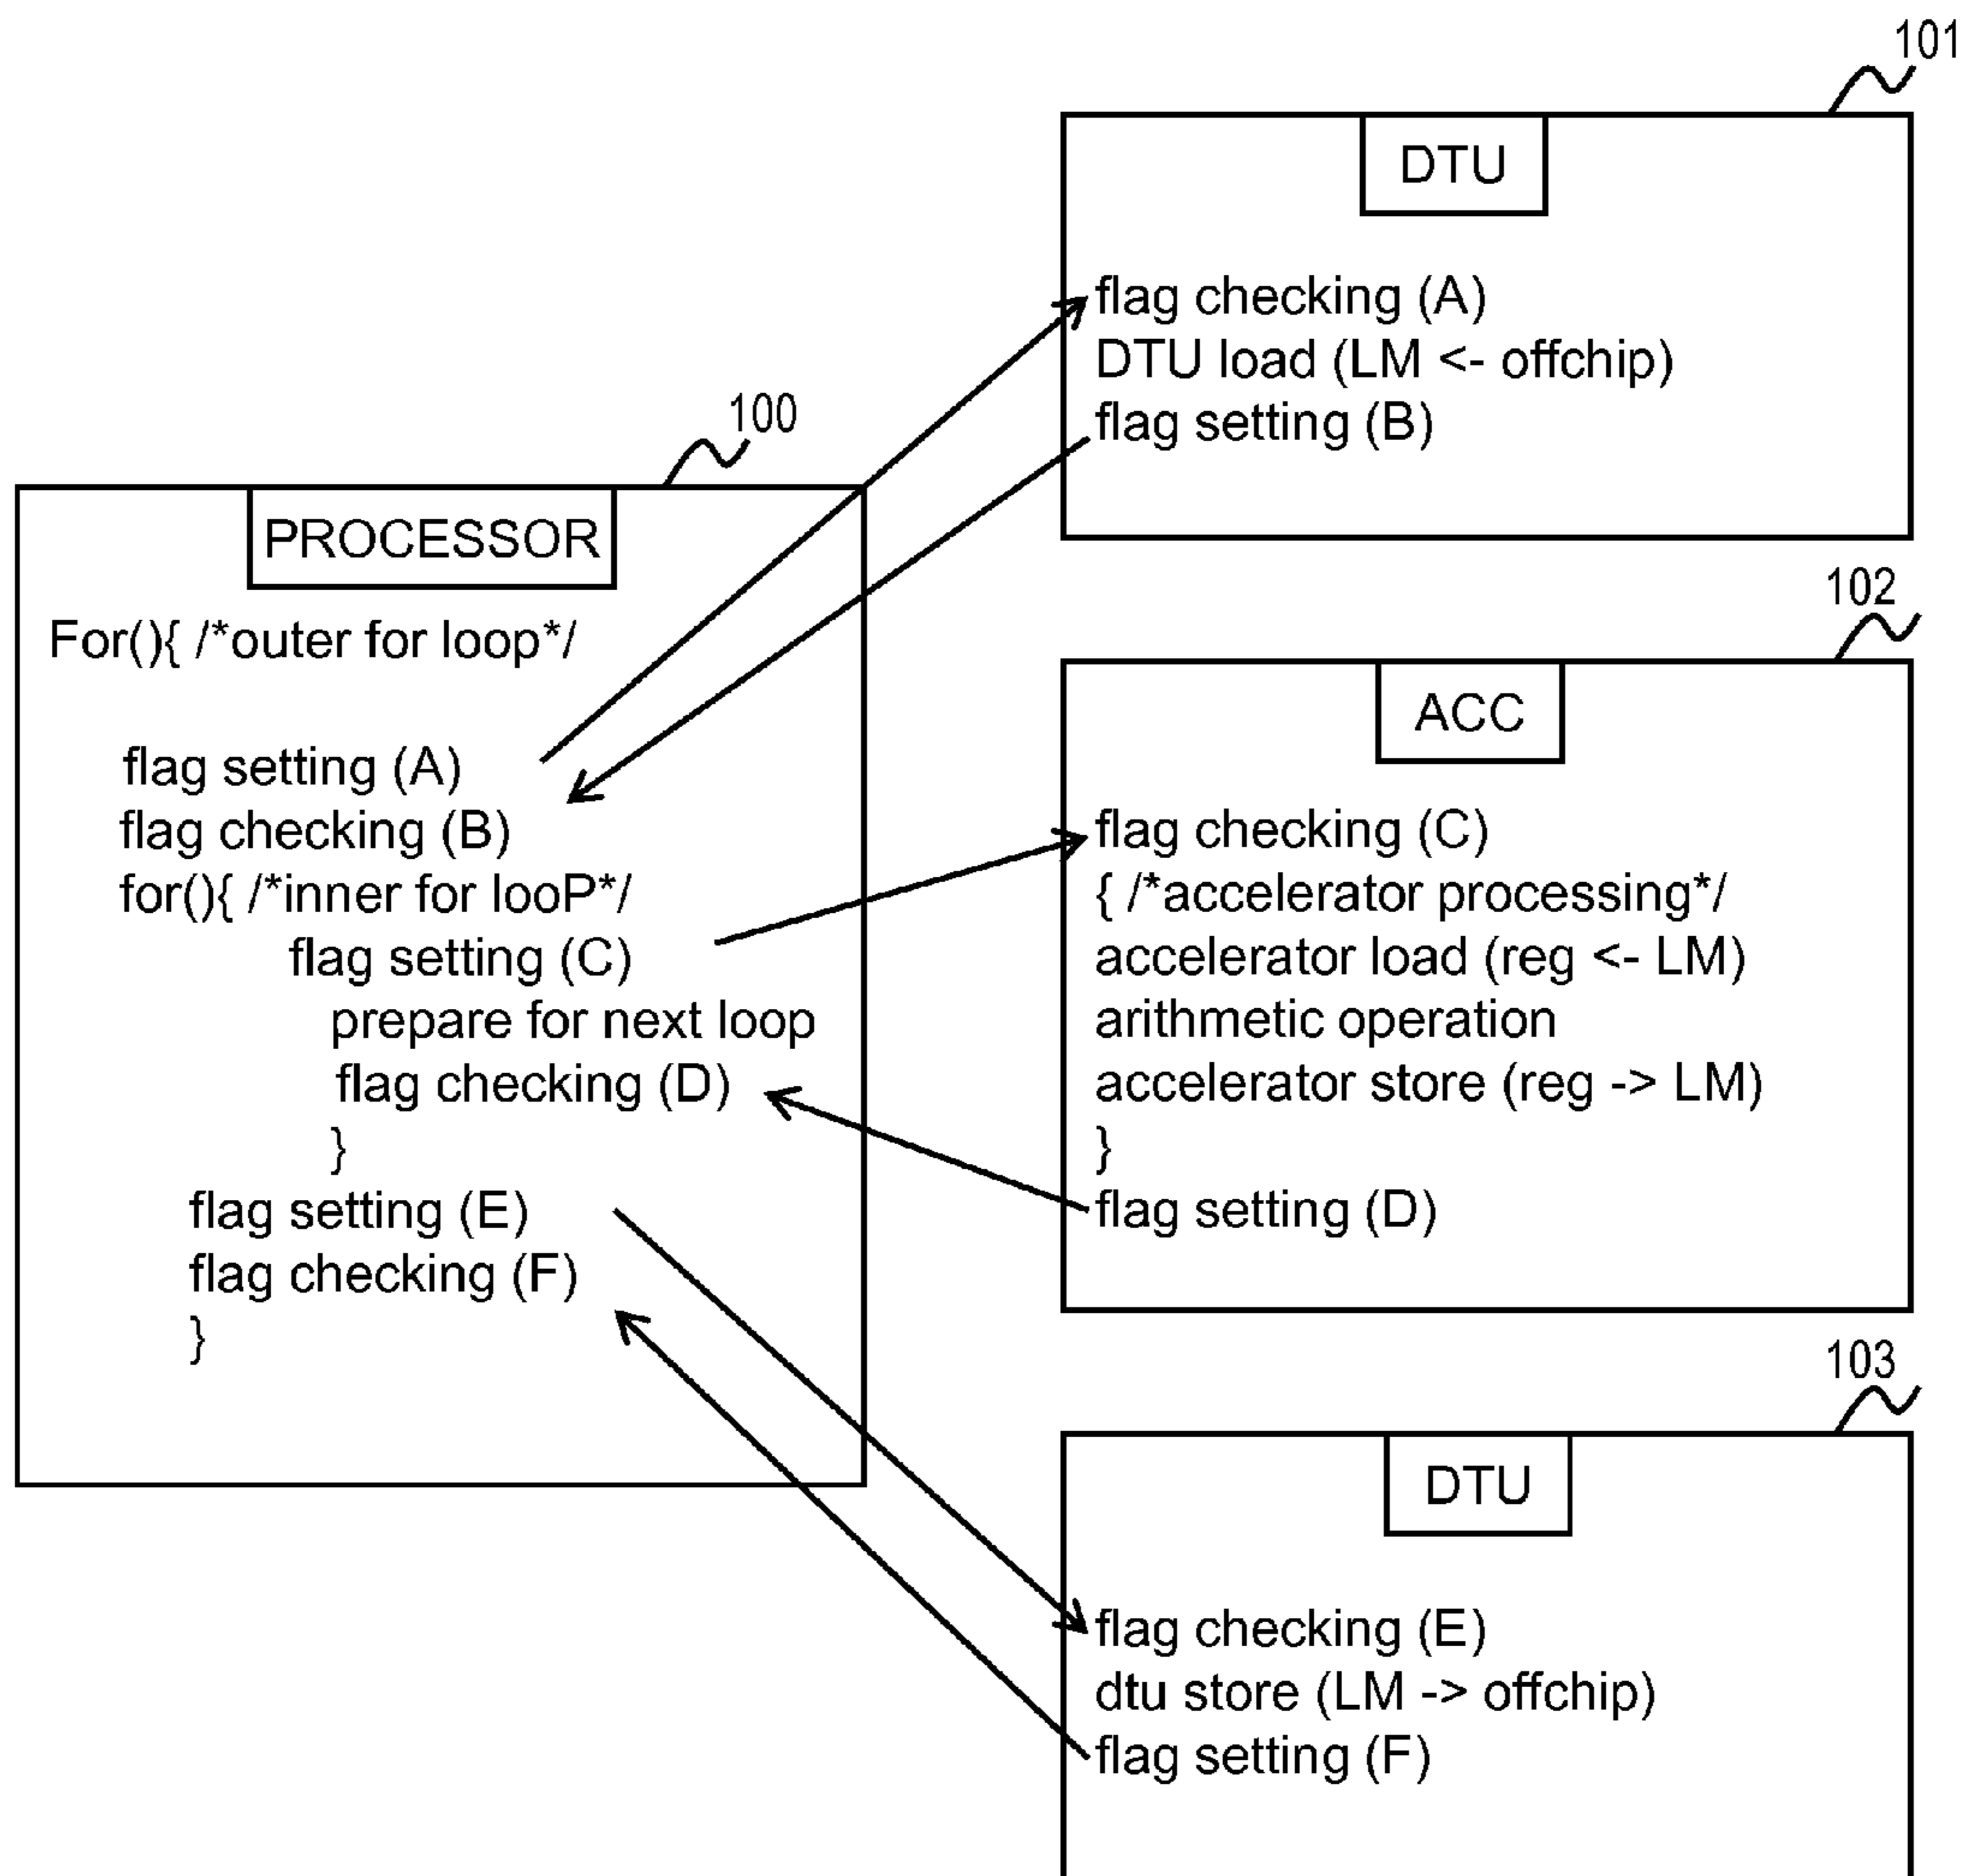 100
PROCESSOR
For(){ /*outer for loop*/
flag setting (A)
flag checking (B)
for(){ /*inner for looP*/
flag setting (C)
prepare for next loop
flag checking (D)
}
flag setting (E)
flag checking (F)
}
101
DTU
flag checking (A)
DTU load (LM <- offchip)
flag setting (B)
102
ACC
flag checking (C)
{ /*accelerator processing*/
accelerator load (reg <- LM)
arithmetic operation
accelerator store (reg -> LM)
}
flag setting (D)
103
DTU
flag checking (E)
dtu store (LM -> offchip)
flag setting (F)